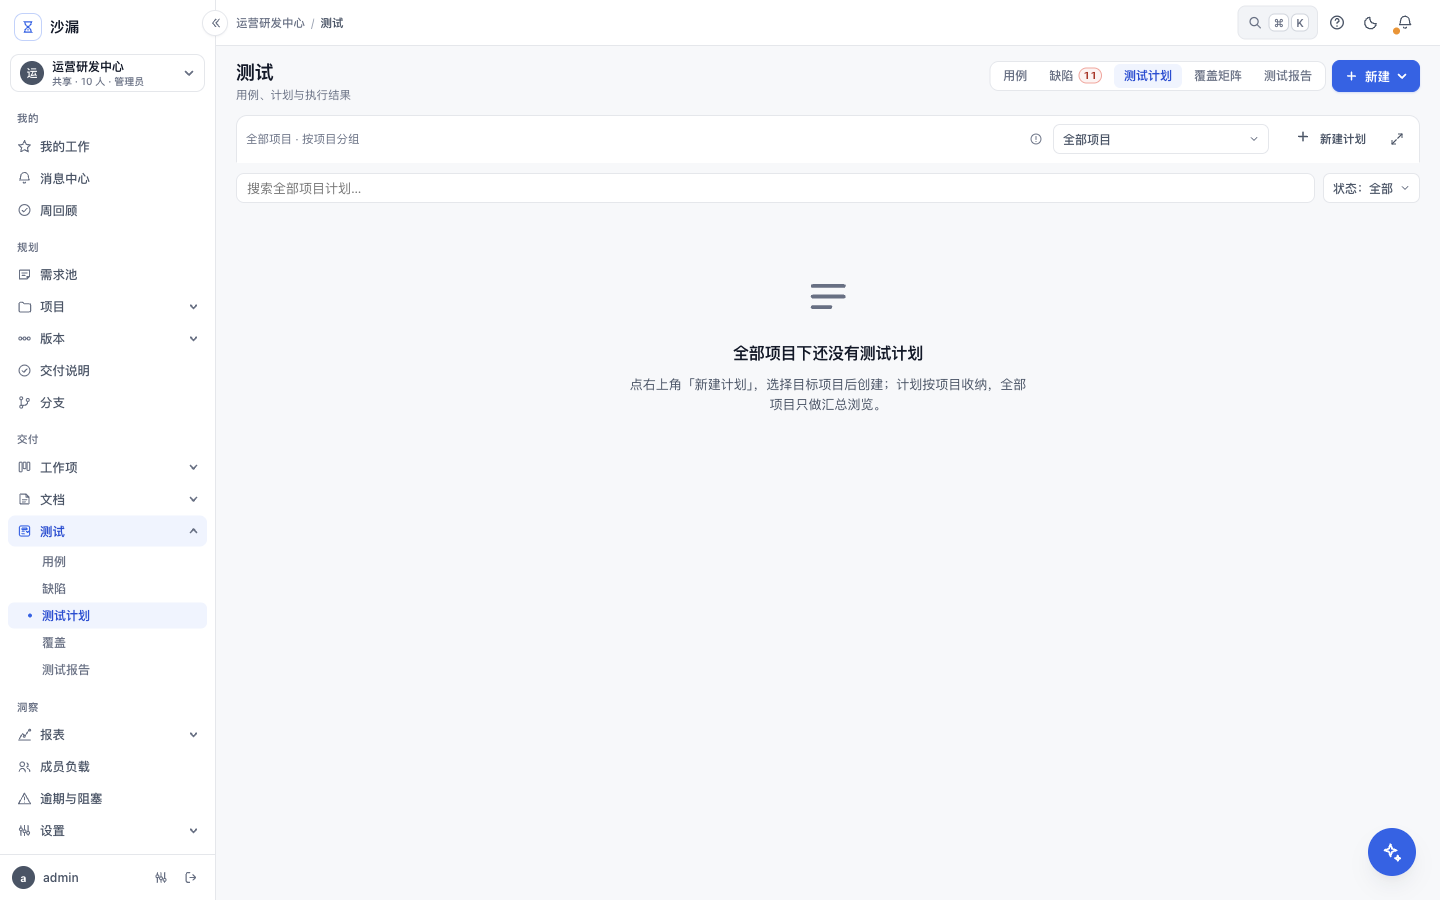 沙漏
运营研发中心 / 测试
⌘ K
运 运营研发中心
共享 · 10 人 · 管理员
我的
我的工作
消息中心
周回顾
规划
需求池
项目
版本
交付说明
分支
交付
工作项
文档
测试
用例
缺陷
测试计划
覆盖
测试报告
洞察
报表
成员负载
逾期与阻塞
设置
a admin
测试
用例、计划与执行结果
用例 缺陷 11 测试计划 覆盖矩阵 测试报告
新建
全部项目 · 按项目分组
全部项目
新建计划
搜索全部项目计划...
状态：全部
全部项目下还没有测试计划
点右上角「新建计划」，选择目标项目后创建；计划按项目收纳，全部
项目只做汇总浏览。